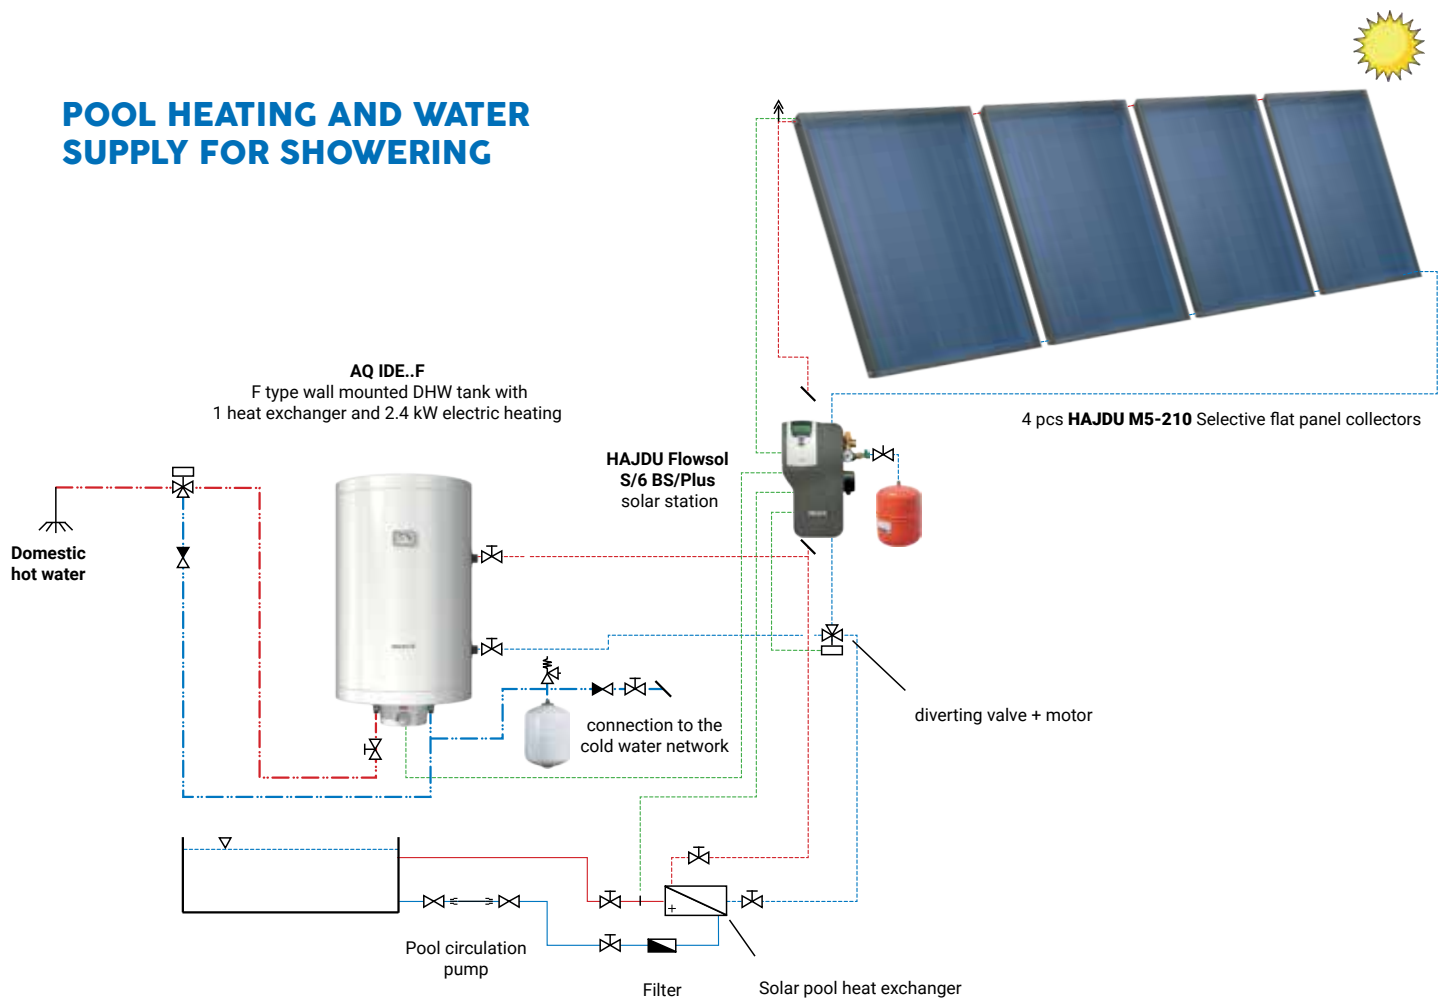 POOL HEATING AND WATER
SUPPLY FOR SHOWERING
AQ IDE..F
F type wall mounted DHW tank with
1 heat exchanger and 2.4 kW electric heating
4 pcs HAJDU M5-210 Selective flat panel collectors
HAJDU Flowsol
S/6 BS/Plus
solar station
Domestic
hot water
connection to the
cold water network
diverting valve + motor
+
Pool circulation
pump
Filter
Solar pool heat exchanger